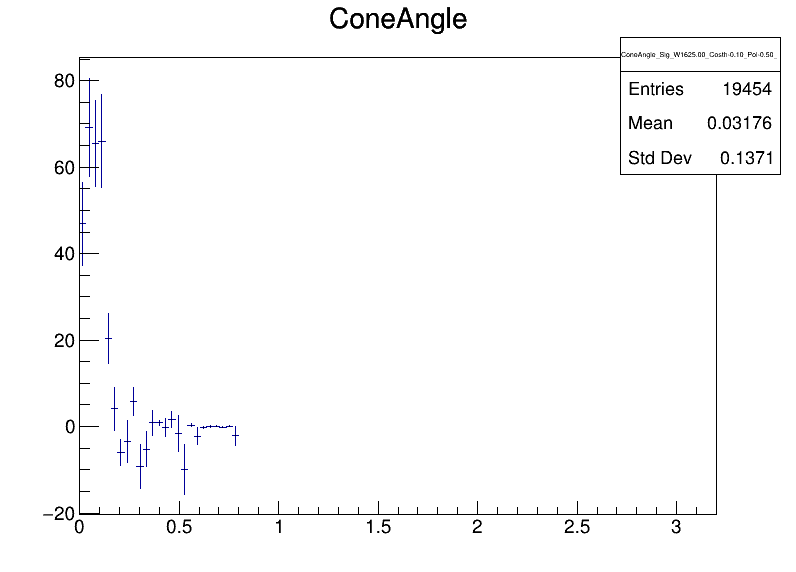 ConeAngle
ConeAngle_Sig_W1625.00_Costh-0.10_Pol-0.50_
Entries 19454
Mean 0.03176
Std Dev 0.1371
80
60
40
20
0
−20
0 0.5 1 1.5 2 2.5 3